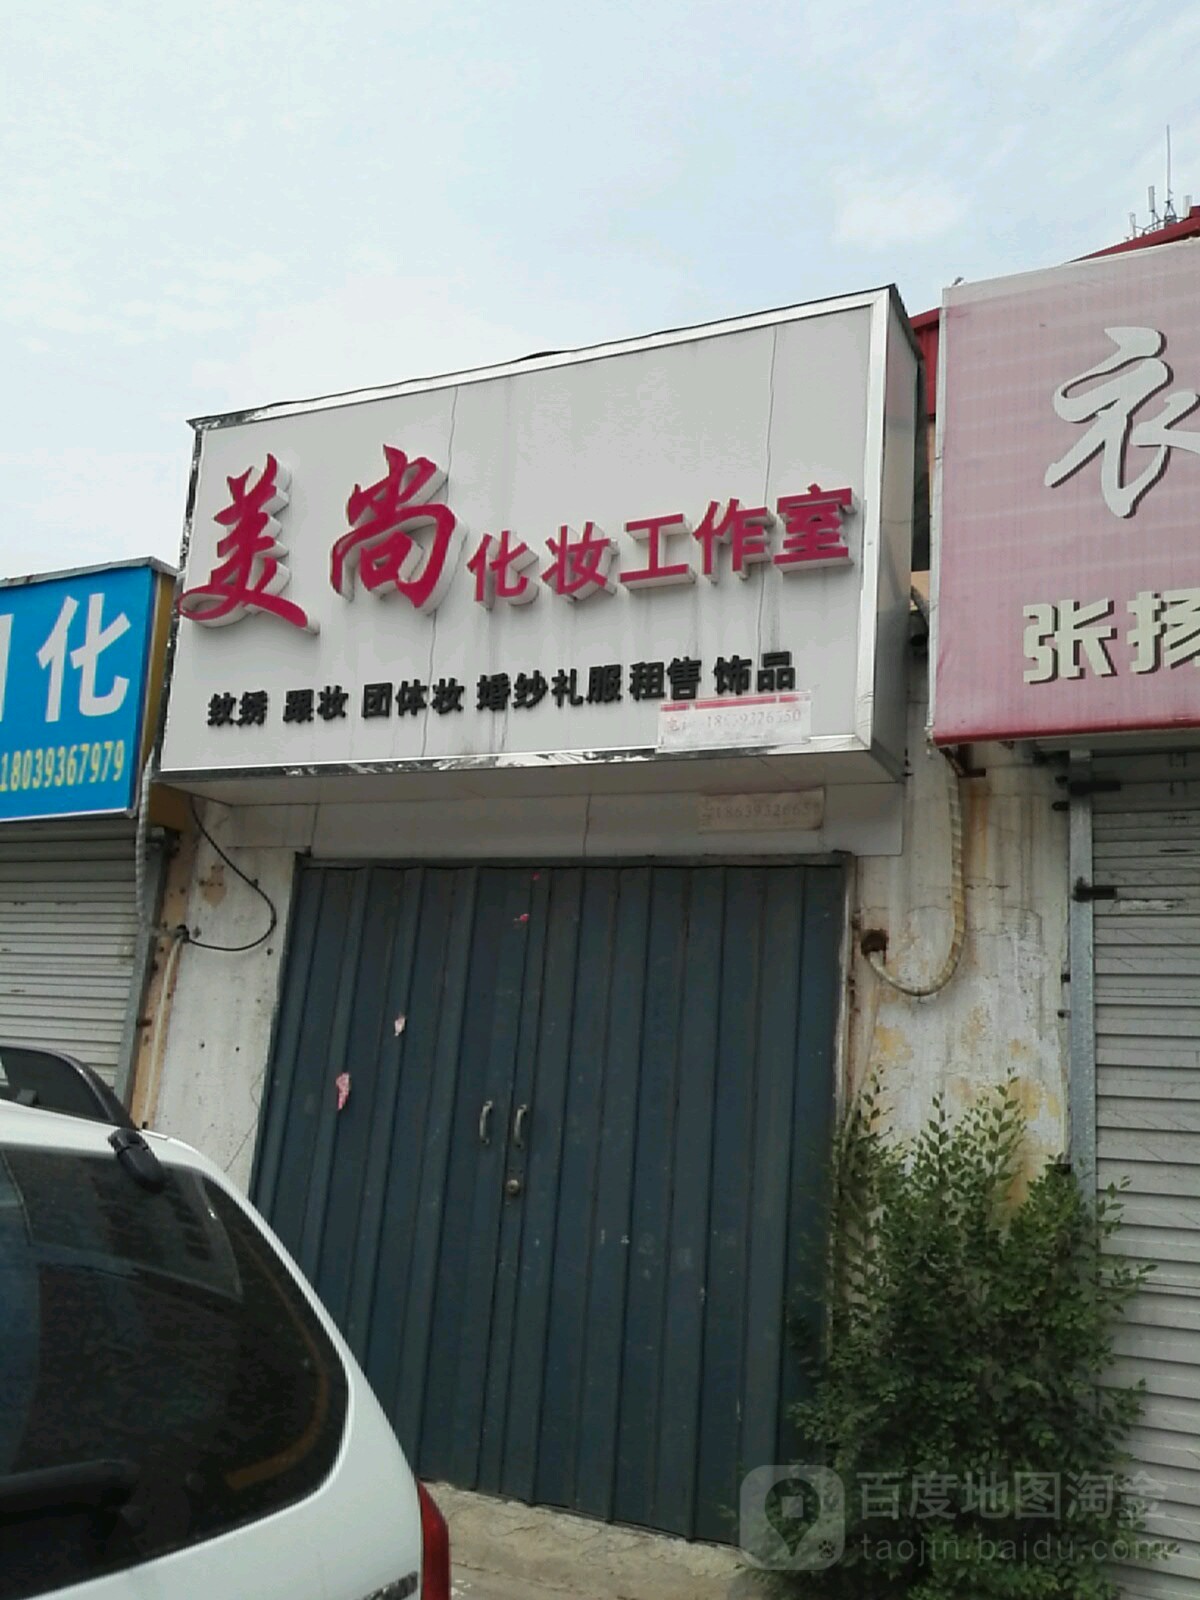 美尚化妆工作室
纹绣 跟妆 团体妆 婚纱礼服租售 饰品
化
18039367979
衣
张扬
百度地图淘金
taojin.baidu.com